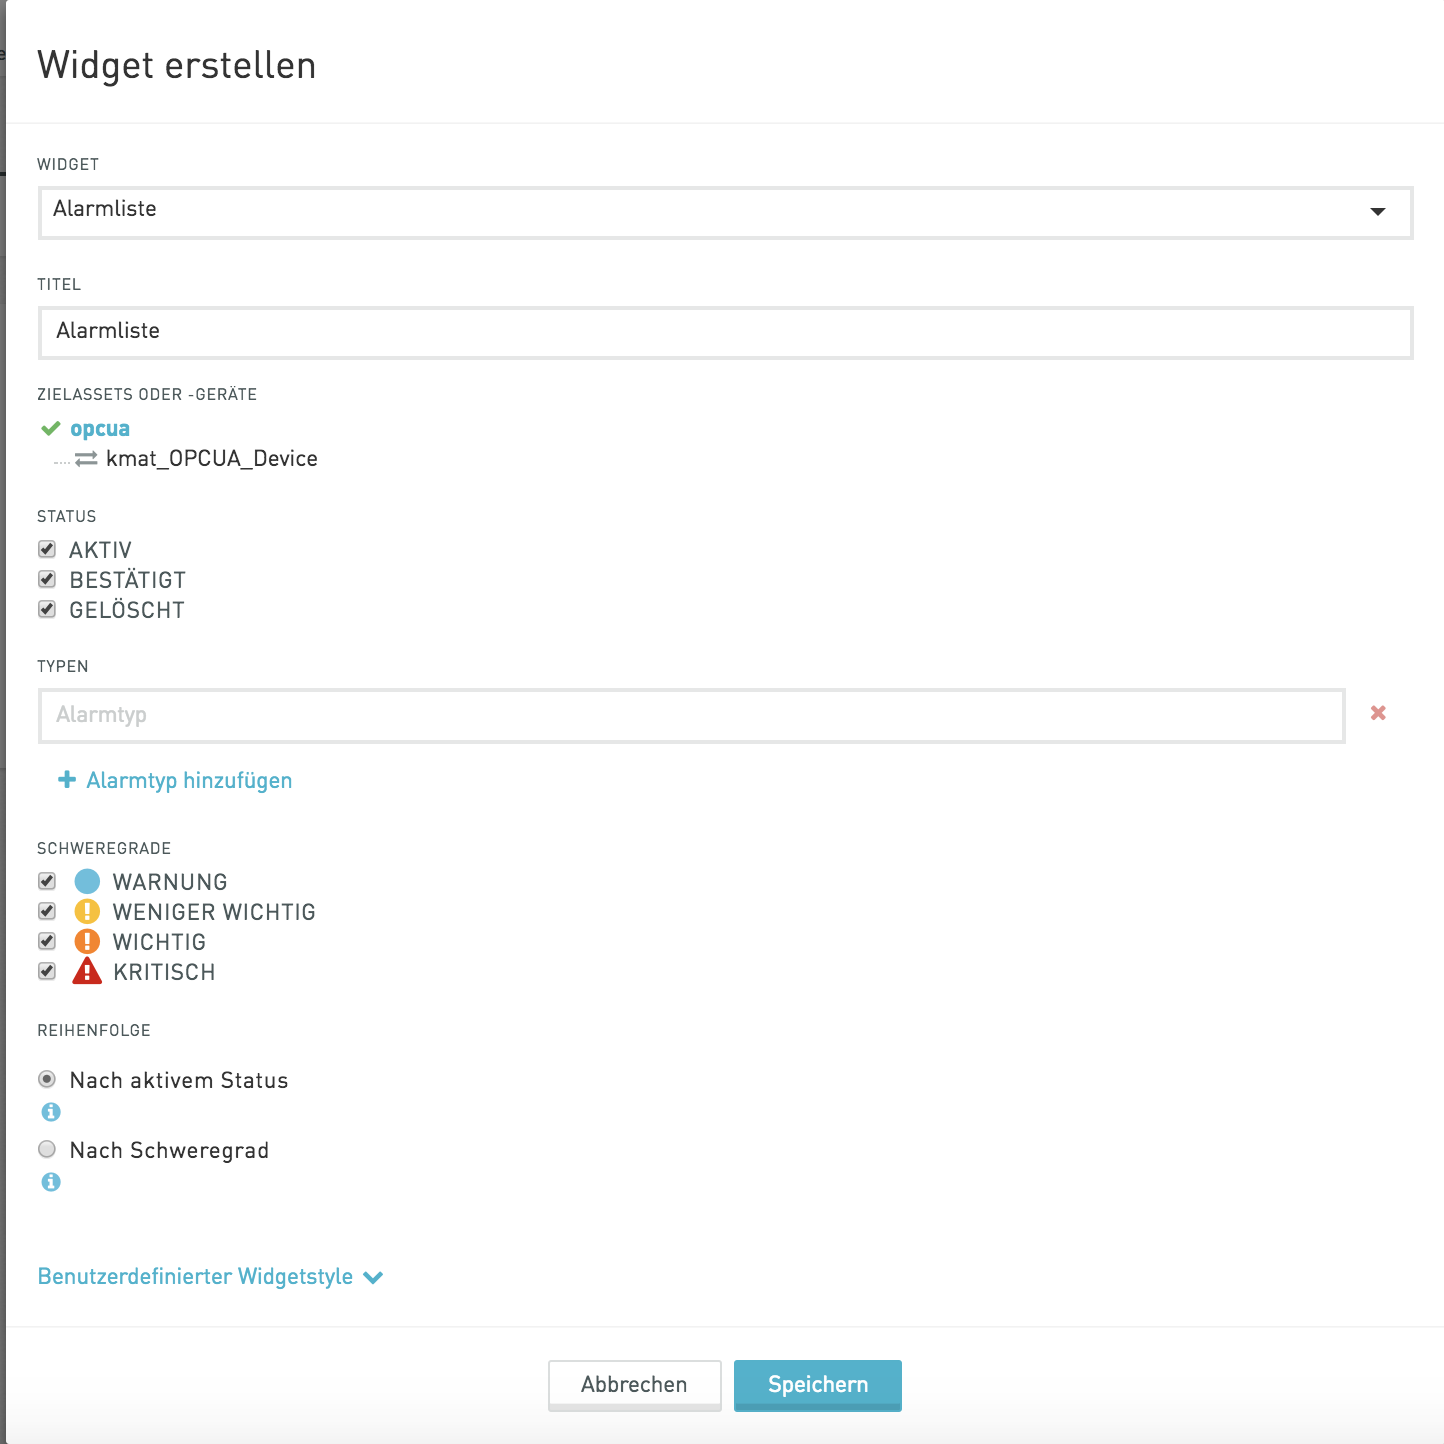 Widget erstellen
WIDGET
Alarmliste
TITEL
Alarmliste
ZIELASSETS ODER -GERÄTE
opcua
kmat_OPCUA_Device
STATUS
AKTIV
BESTÄTIGT
GELÖSCHT
TYPEN
Alarmtyp
Alarmtyp hinzufügen
SCHWEREGRADE
WARNUNG
WENIGER WICHTIG
WICHTIG
KRITISCH
REIHENFOLGE
Nach aktivem Status
Nach Schweregrad
Benutzerdefinierter Widgetstyle
Abbrechen Speichern